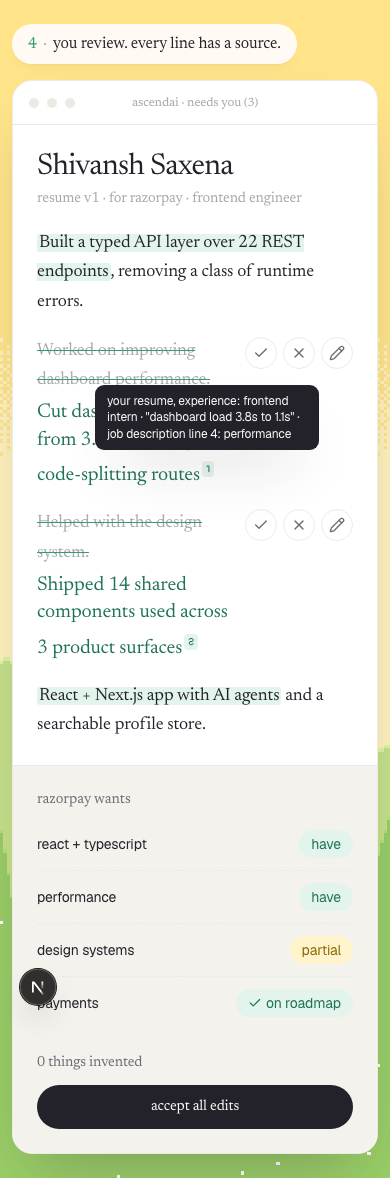 4 · you review. every line has a source.
ascendai · needs you (3)
Shivansh Saxena
resume v1 · for razorpay · frontend engineer
Built a typed API layer over 22 REST
endpoints, removing a class of runtime
errors.
Worked on improving
dashboard performance.
Cut das
from 3.
your resume, experience: frontend
intern · "dashboard load 3.8s to 1.1s" ·
job description line 4: performance
code-splitting routes 1
Helped with the design
system.
Shipped 14 shared
components used across
3 product surfaces 2
React + Next.js app with AI agents and a
searchable profile store.
razorpay wants
react + typescript have
performance have
design systems partial
N
payments on roadmap
0 things invented
accept all edits